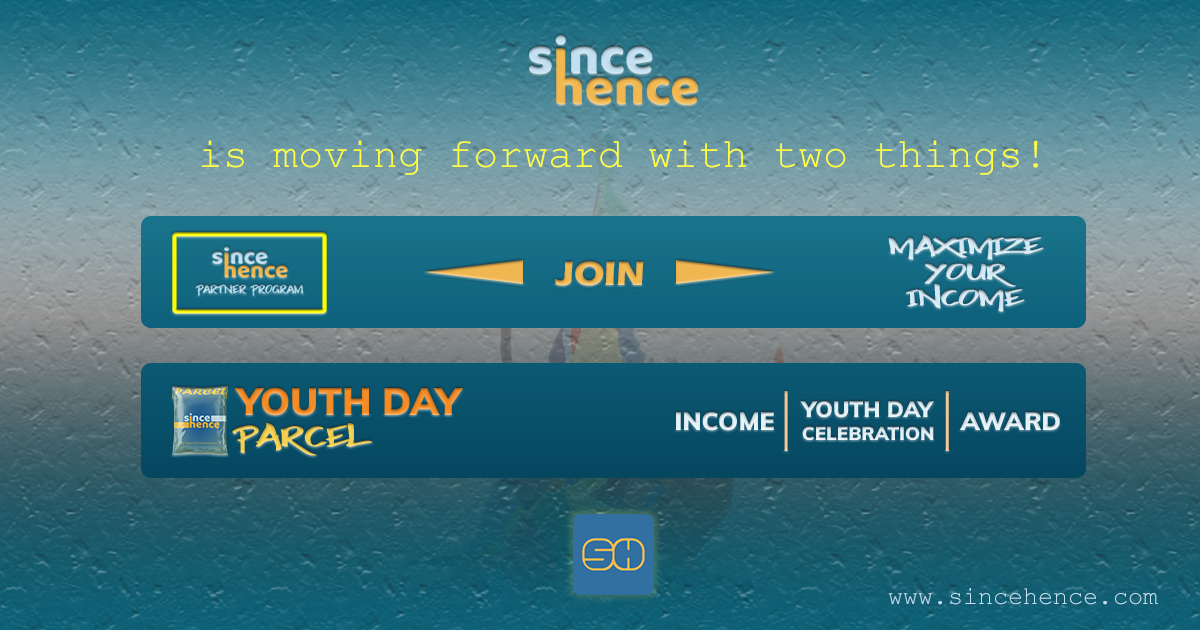 since
hence
is moving forward with two things!
since
hence
PARTNER PROGRAM
JOIN
MAXIMIZE
YOUR
INCOME
PARCEL
since
hence
YOUTH DAY
PARCEL
INCOME
YOUTH DAY
CELEBRATION
AWARD
SH
www.sincehence.com